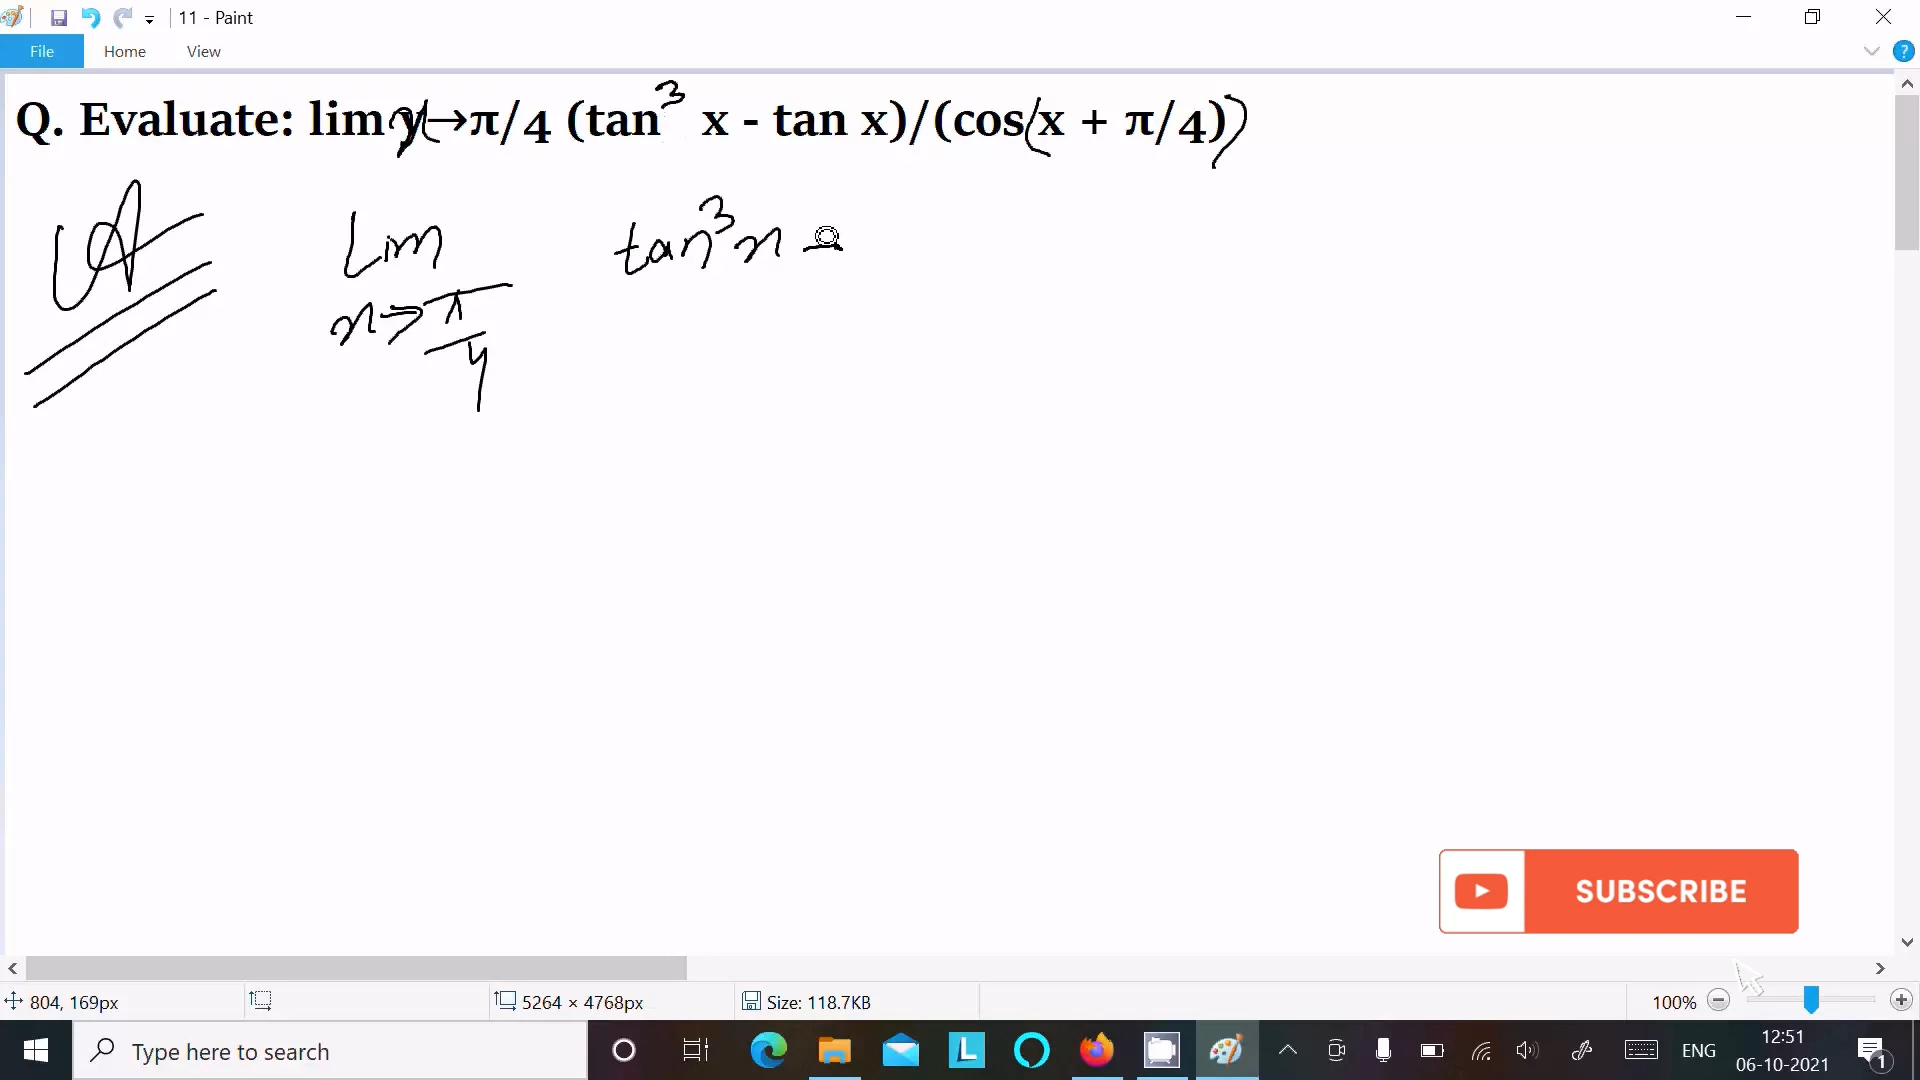 11 - Paint
File Home View
Q. Evaluate: lim x→π/4 (tan³ x - tan x)/(cos(x + π/4))
Lim tan³x -
x→π/4
SUBSCRIBE
804, 169px 5264 × 4768px Size: 118.7KB 100%
Type here to search L ENG 12:51
06-10-2021 1